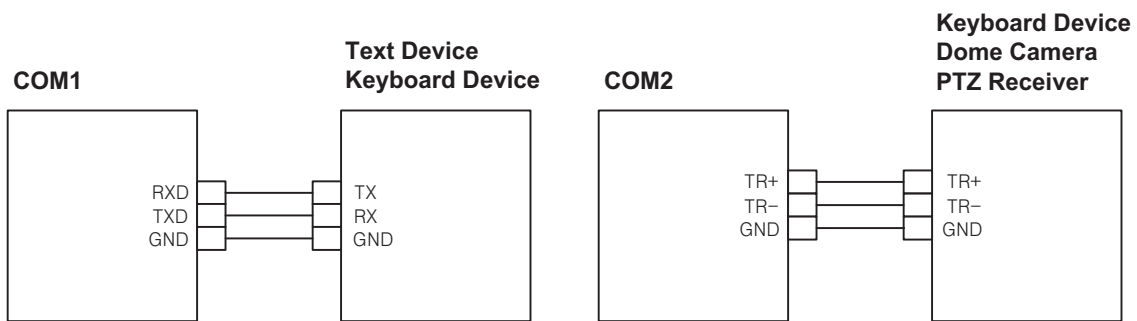 COM1
Text Device
Keyboard Device
RXD
TXD
GND
TX
RX
GND
COM2
Keyboard Device
Dome Camera
PTZ Receiver
TR+
TR−
GND
TR+
TR−
GND